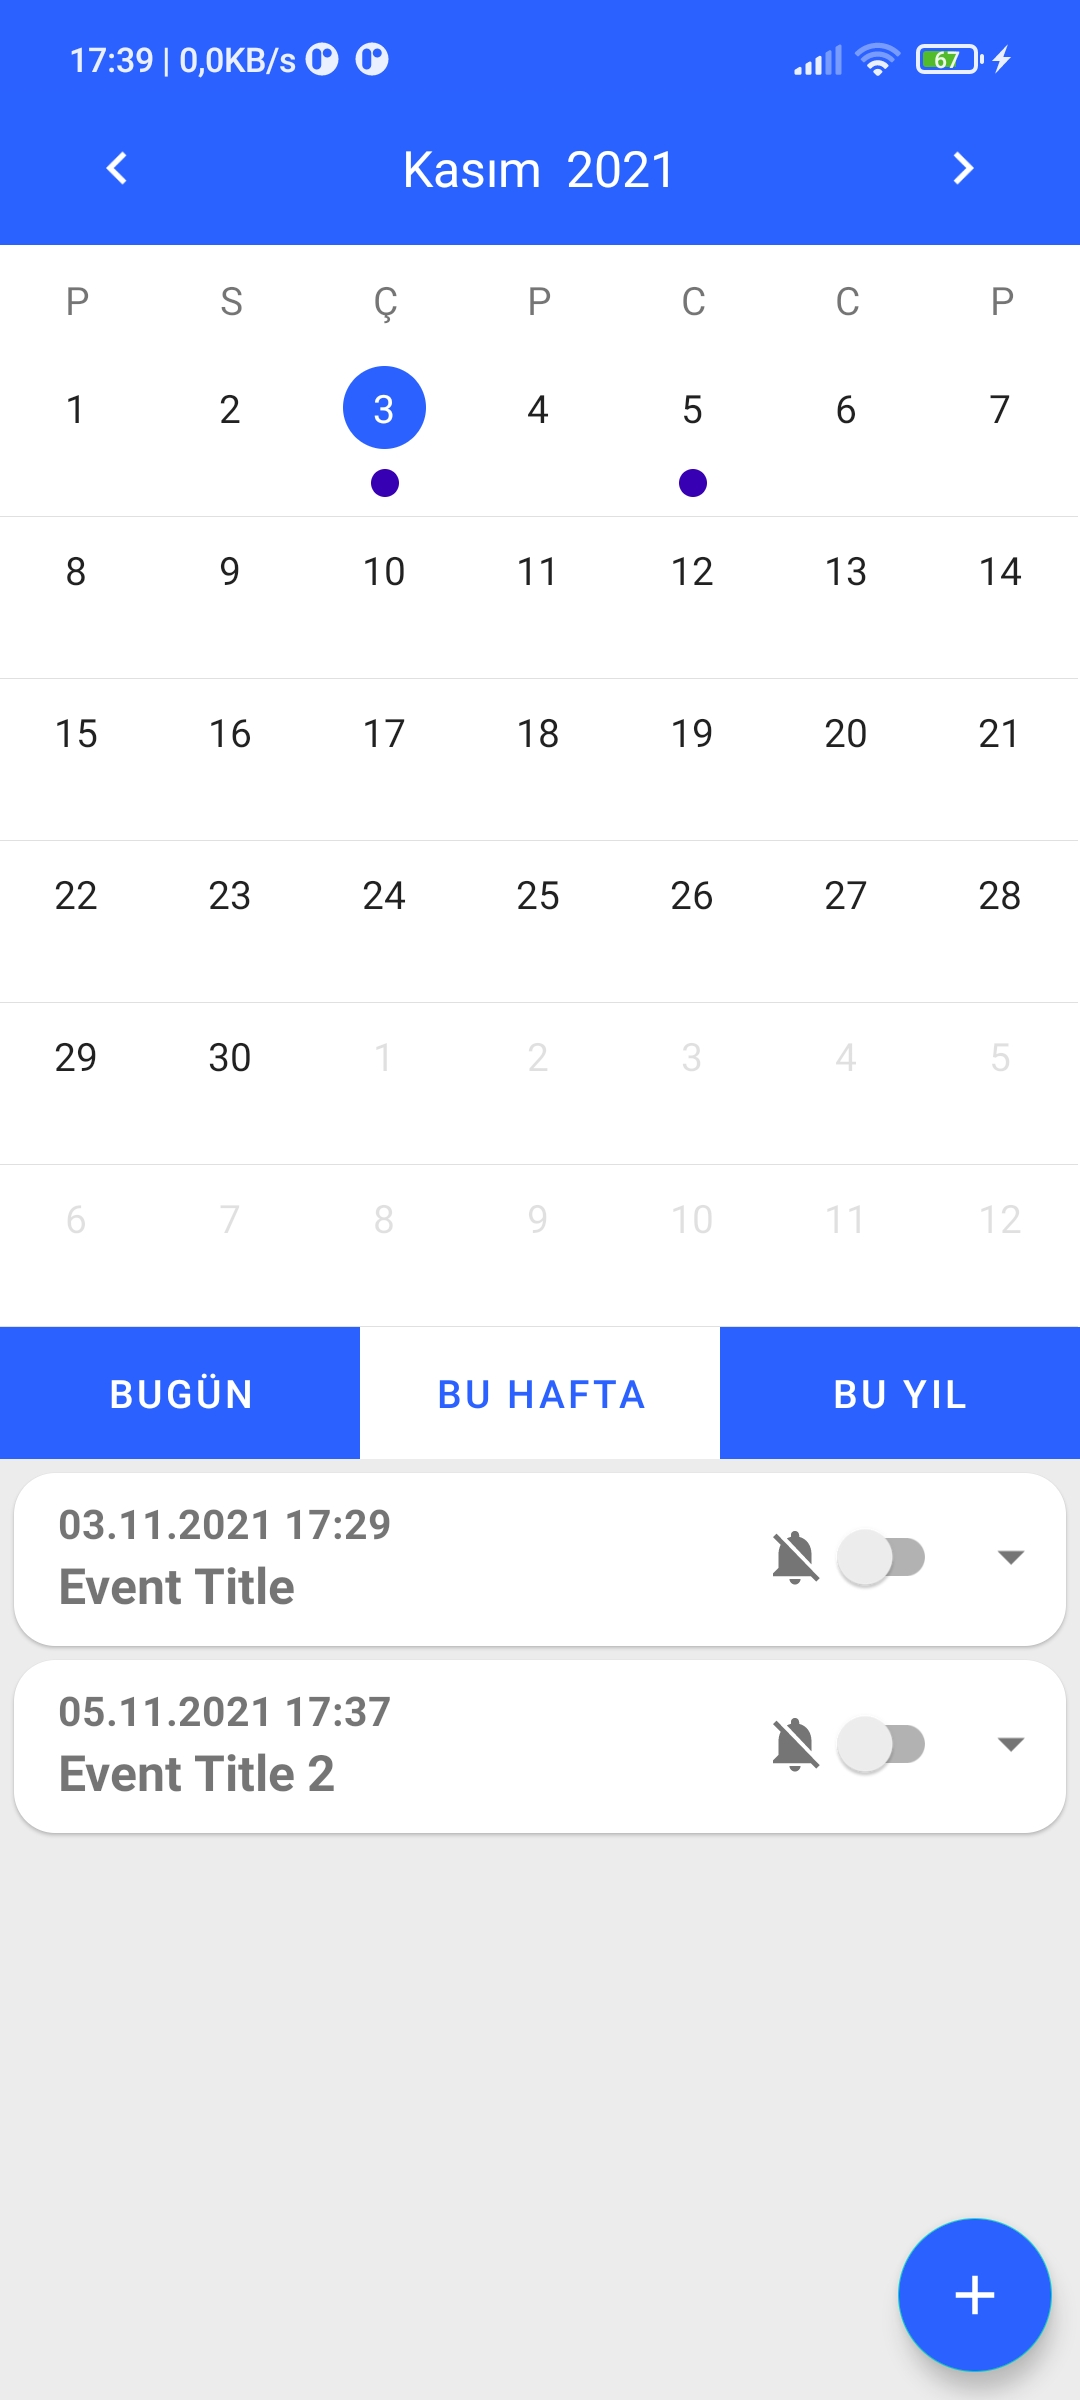 17:39 | 0,0KB/s 67
Kasım 2021
P S Ç P C C P
1 2 3 4 5 6 7
8 9 10 11 12 13 14
15 16 17 18 19 20 21
22 23 24 25 26 27 28
29 30 1 2 3 4 5
6 7 8 9 10 11 12
BUGÜN BU HAFTA BU YIL
03.11.2021 17:29
Event Title
05.11.2021 17:37
Event Title 2